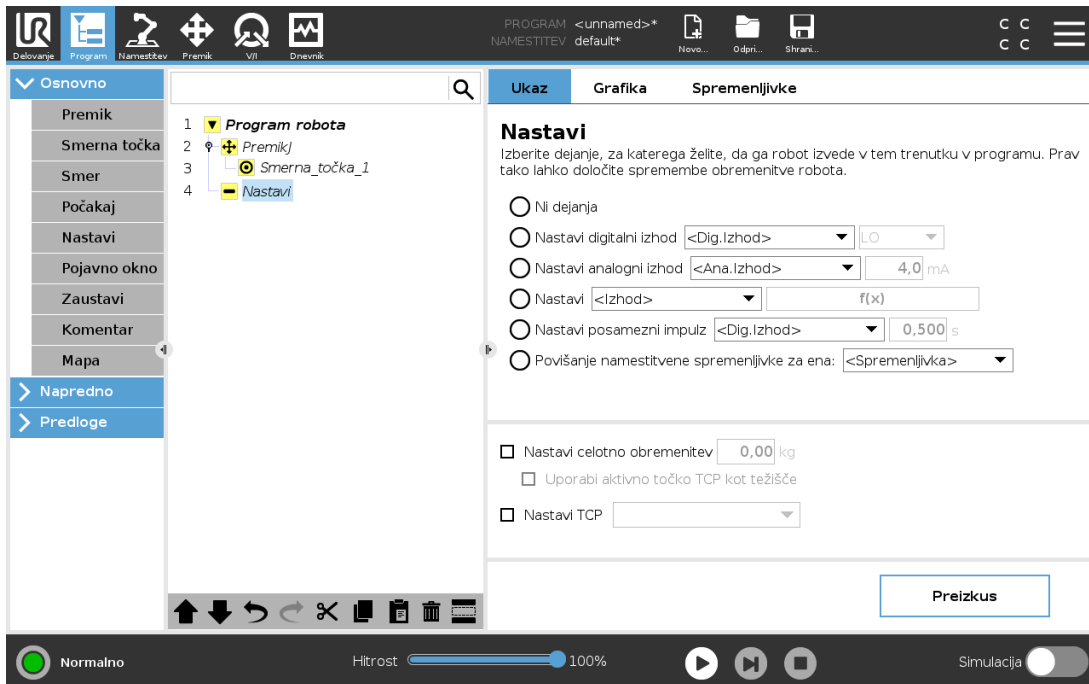 UR
PROGRAM <unnamed>*
NAMESTITEV default*
Delovanje Program Namestitev Premik V/I Dnevnik Novo... Odpri... Shrani...
C C
C C
Osnovno
Premik
Smerna točka
Smer
Počakaj
Nastavi
Pojavno okno
Zaustavi
Komentar
Mapa
Napredno
Predloge
1 Program robota
2 PremikJ
3 Smerna_točka_1
4 Nastavi
Ukaz Grafika Spremenljivke
Nastavi
Izberite dejanje, za katerega želite, da ga robot izvede v tem trenutku v programu. Prav
tako lahko določite spremembe obremenitve robota.
Ni dejanja
Nastavi digitalni izhod <Dig.Izhod> LO
Nastavi analogni izhod <Ana.Izhod> 4,0 mA
Nastavi <Izhod> f(x)
Nastavi posamezni impulz <Dig.Izhod> 0,500 s
Povišanje namestitvene spremenljivke za ena: <Spremenljivka>
Nastavi celotno obremenitev 0,00 kg
Uporabi aktivno točko TCP kot težišče
Nastavi TCP
Preizkus
Normalno
Hitrost 100%
Simulacija